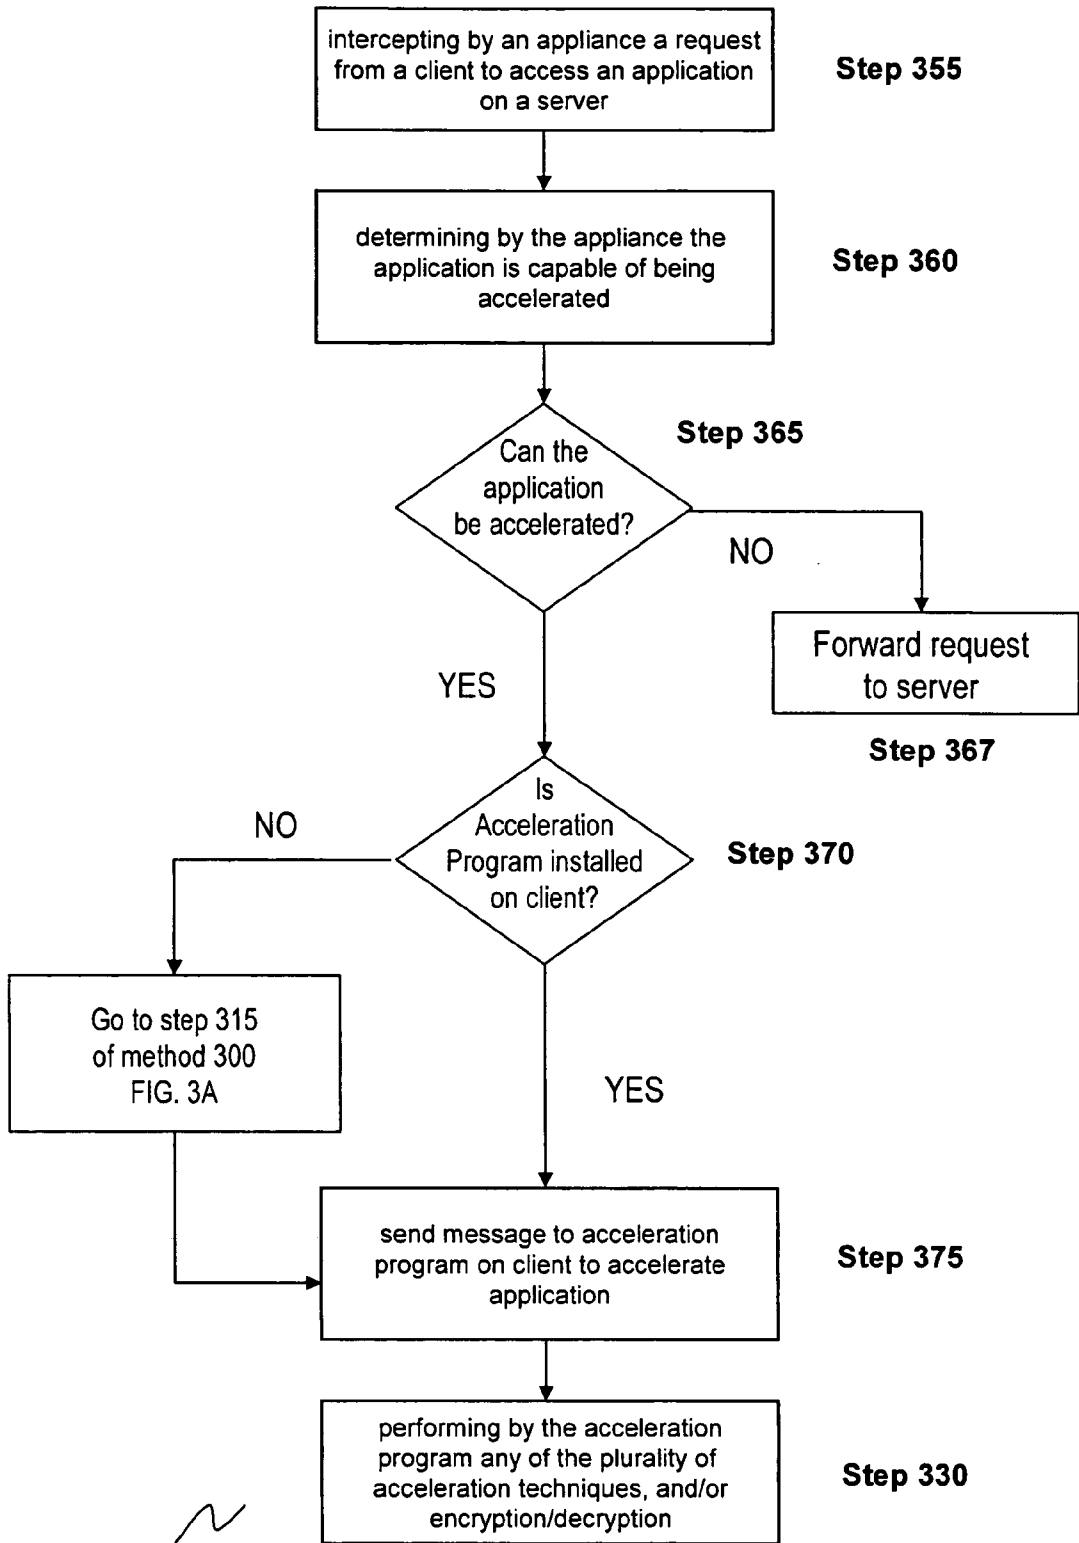 intercepting by an appliance a request
from a client to access an application
on a server
Step 355
determining by the appliance the
application is capable of being
accelerated
Step 360
Step 365
Can the
application
be accelerated?
NO
Forward request
to server
Step 367
YES
Is
Acceleration
Program installed
on client?
Step 370
NO
Go to step 315
of method 300
FIG. 3A
YES
send message to acceleration
program on client to accelerate
application
Step 375
performing by the acceleration
program any of the plurality of
acceleration techniques, and/or
encryption/decryption
Step 330